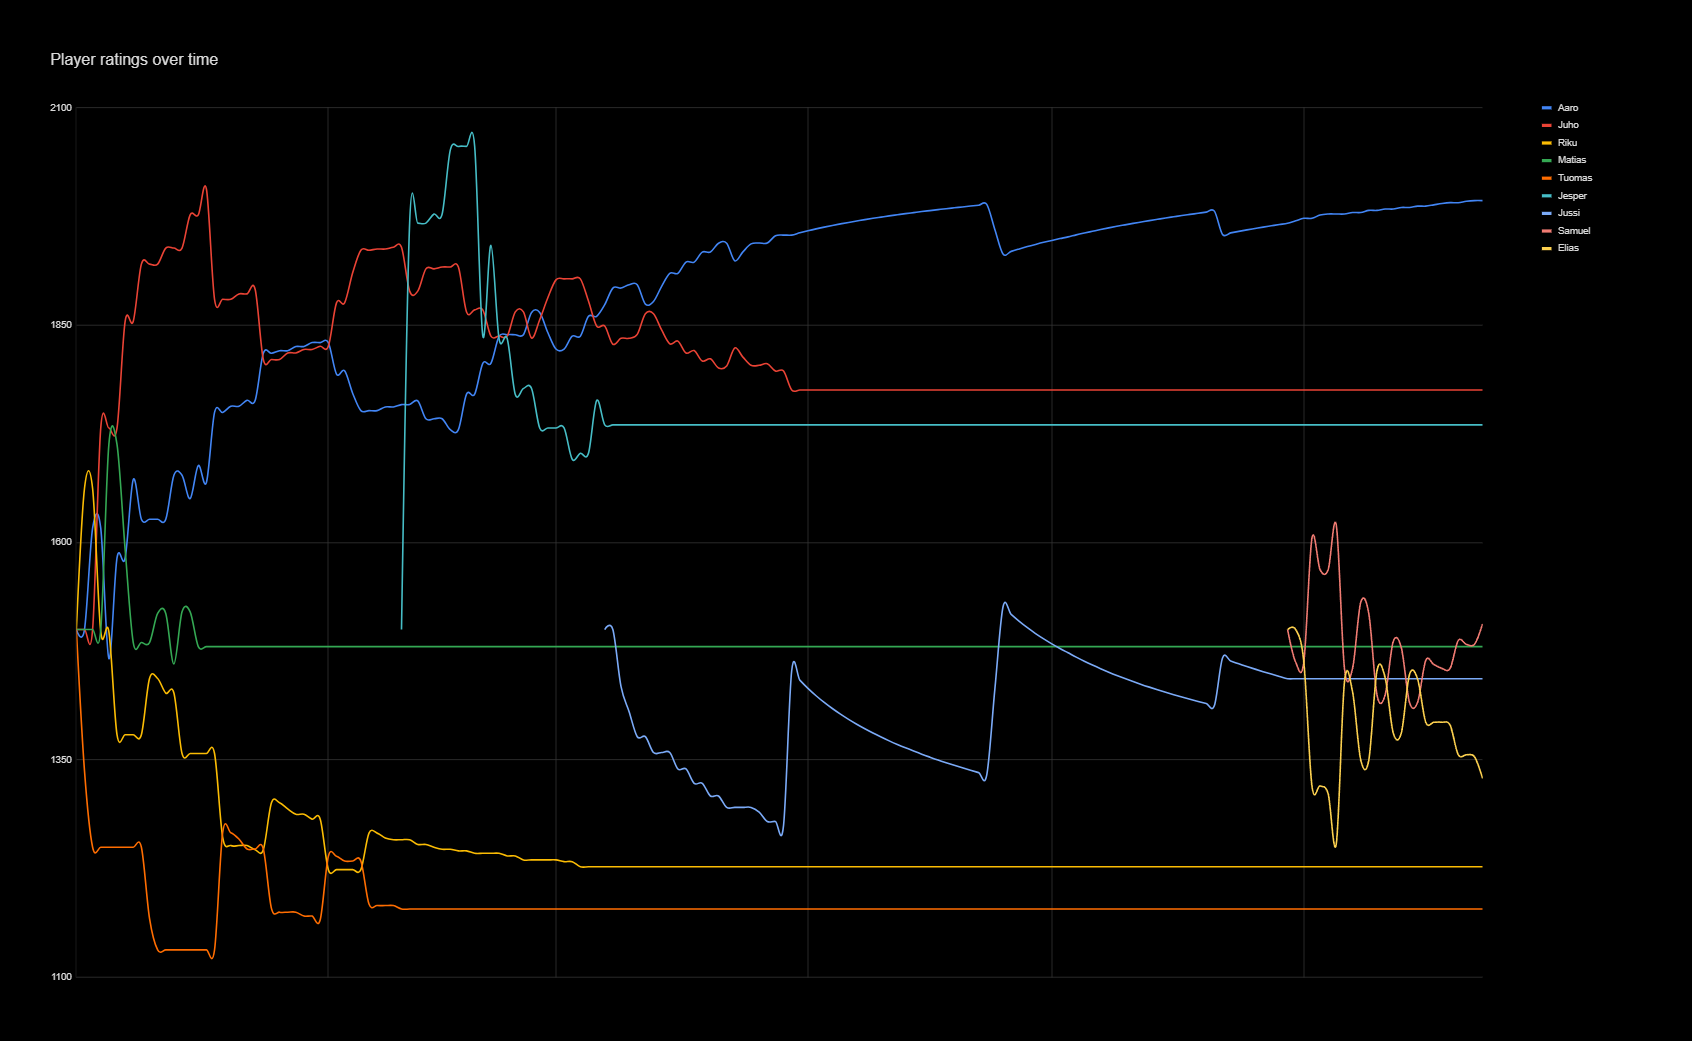 Player ratings over time
2100
1850
1600
1350
1100
Aaro
Juho
Riku
Matias
Tuomas
Jesper
Jussi
Samuel
Elias